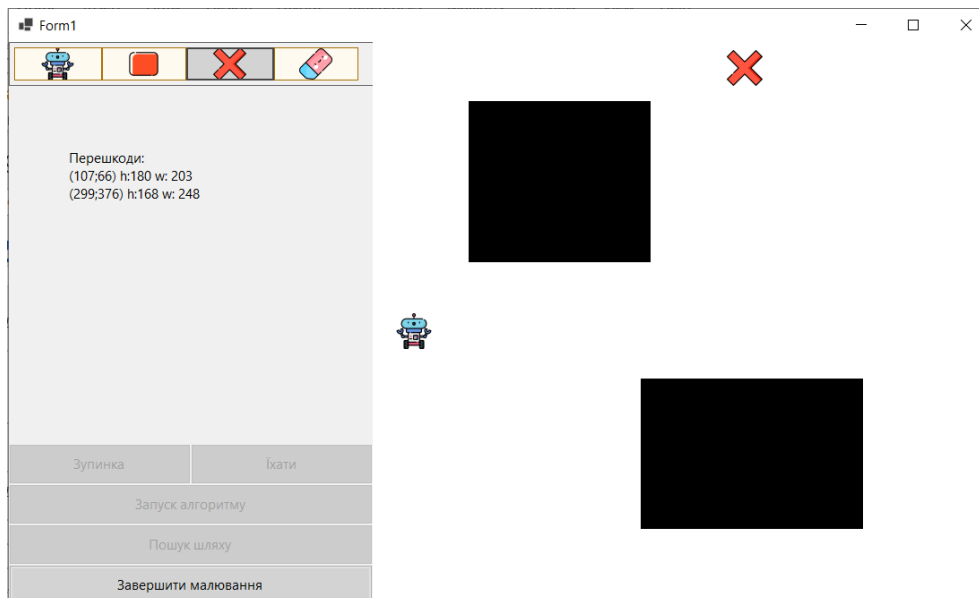 Form1
Перешкоди:
(107;66) h:180 w: 203
(299;376) h:168 w: 248
Зупинка
Їхати
Запуск алгоритму
Пошук шляху
Завершити малювання